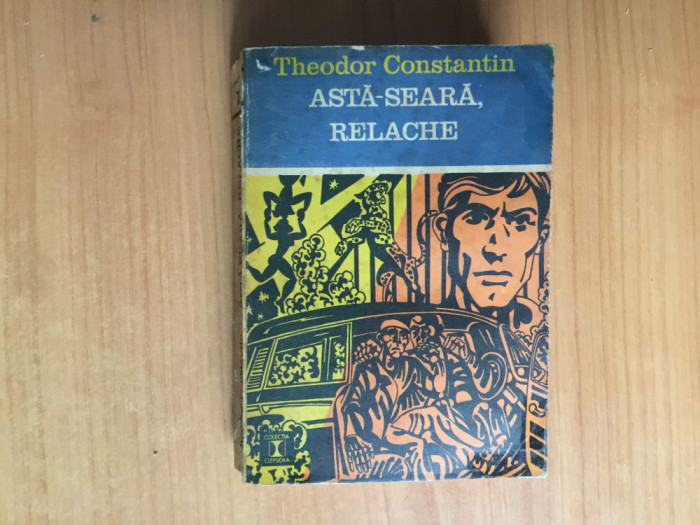 Theodor Constantin
ASTĂ-SEARĂ,
RELACHE
COLECȚIA
CLEPSIDRA